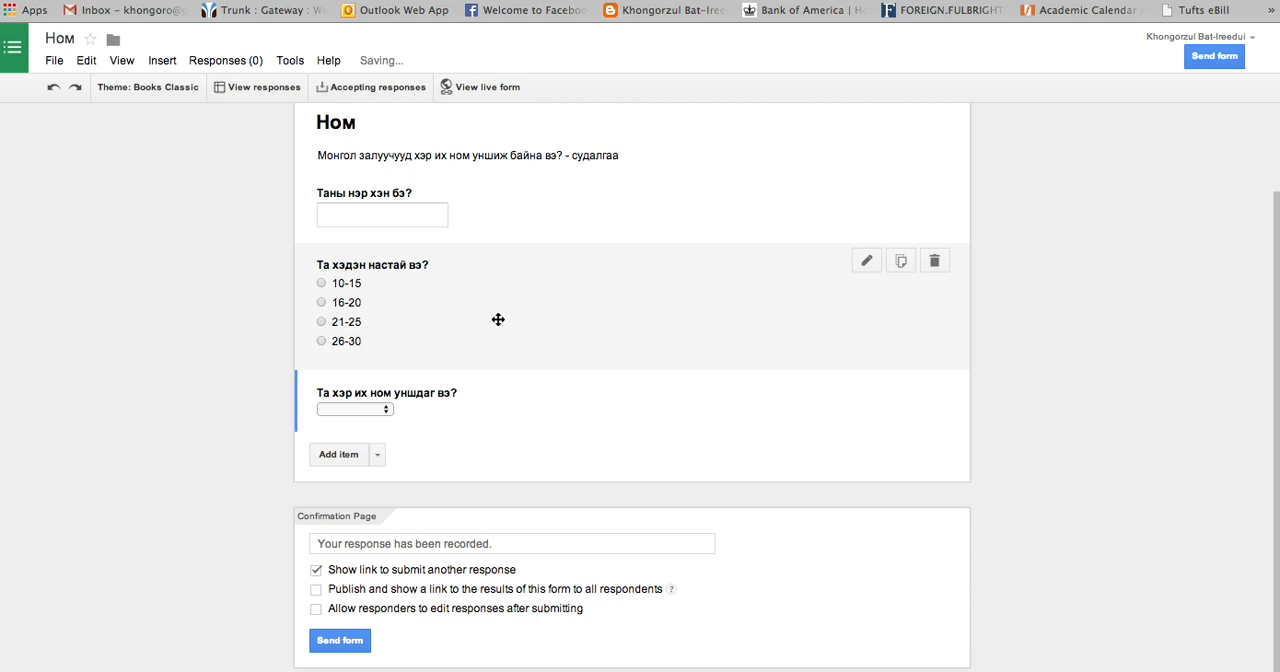 Apps Inbox – khongoro@g Trunk : Gateway : W Outlook Web App Welcome to Faceboo Khongorzul Bat–Iree Bank of America | H FOREIGN.FULBRIGHT Academic Calendar Tufts eBill »
Ном
Khongorzul Bat-Ireedui
File Edit View Insert Responses (0) Tools Help Saving...
Send form
Theme: Books Classic View responses Accepting responses View live form
Ном
Монгол залуучууд хэр их ном уншиж байна вэ? - судалгаа
Таны нэр хэн бэ?
Та хэдэн настай вэ?
10-15
16-20
21-25
26-30
Та хэр их ном уншдаг вэ?
Add item
Confirmation Page
Your response has been recorded.
Show link to submit another response
Publish and show a link to the results of this form to all respondents ?
Allow responders to edit responses after submitting
Send form